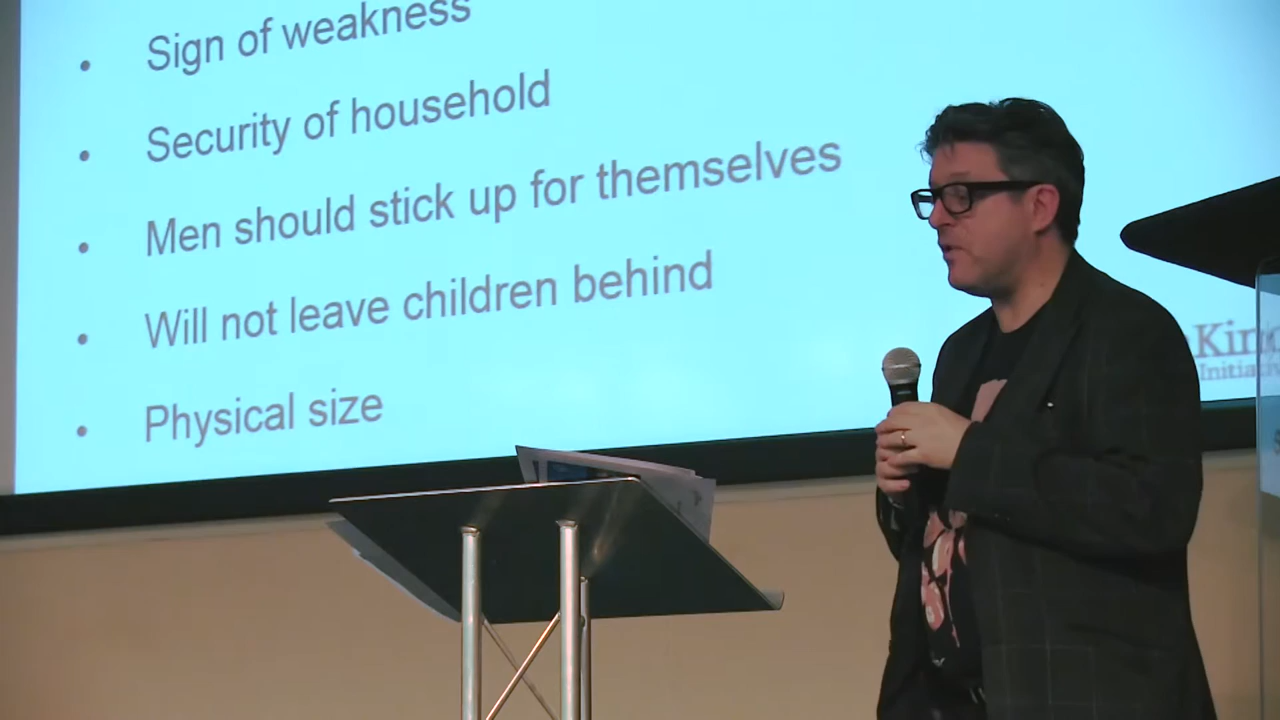 • Sign of weakness
• Security of household
• Men should stick up for themselves
• Will not leave children behind
• Physical size